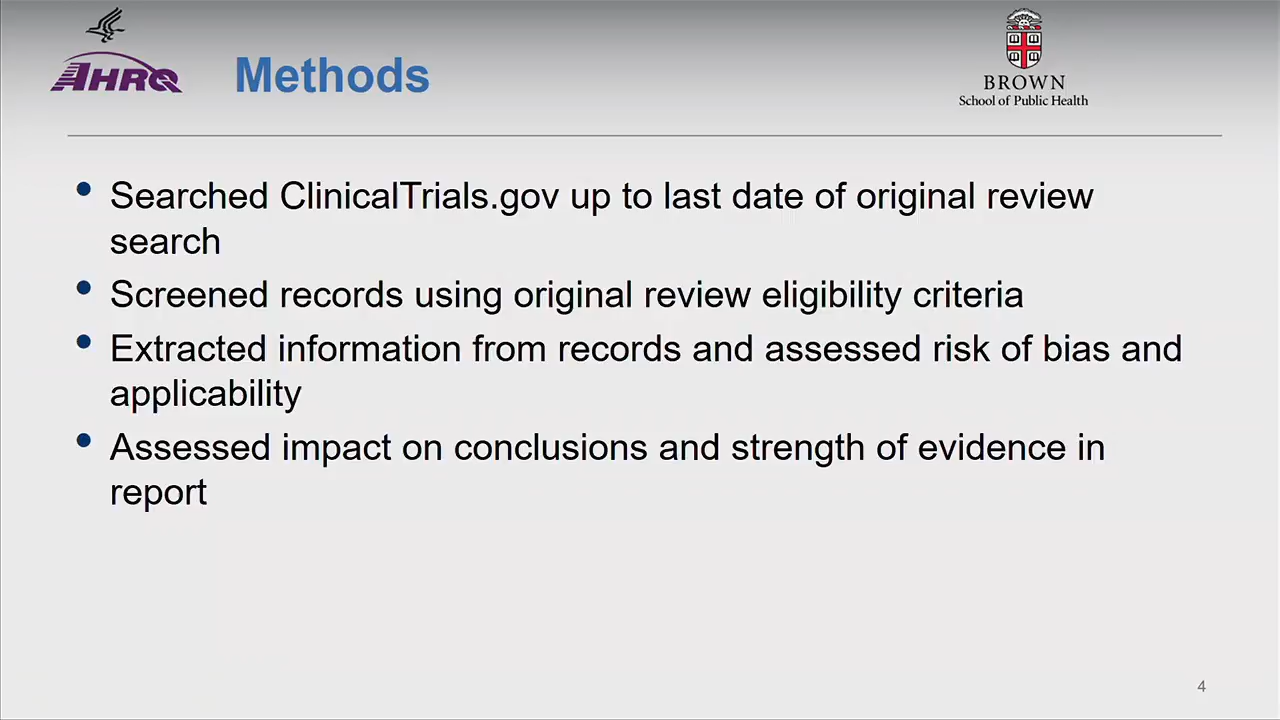 AHRQ
Methods
BROWN
School of Public Health
• Searched ClinicalTrials.gov up to last date of original review
search
• Screened records using original review eligibility criteria
• Extracted information from records and assessed risk of bias and
applicability
• Assessed impact on conclusions and strength of evidence in
report
4